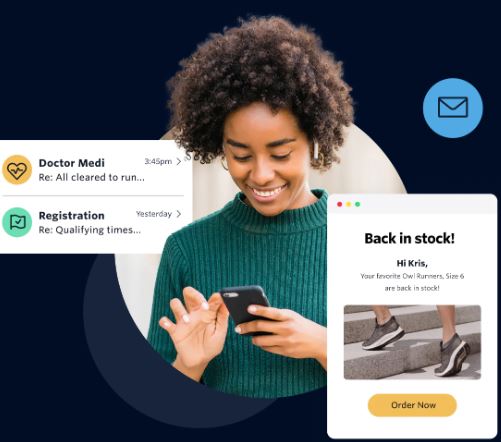 Doctor Medi 3:45pm
Re: All cleared to run...
Registration Yesterday
Re: Qualifying times...
Back in stock!
Hi Kris,
Your favorite Owl Runners, Size 6
are back in stock!
Order Now